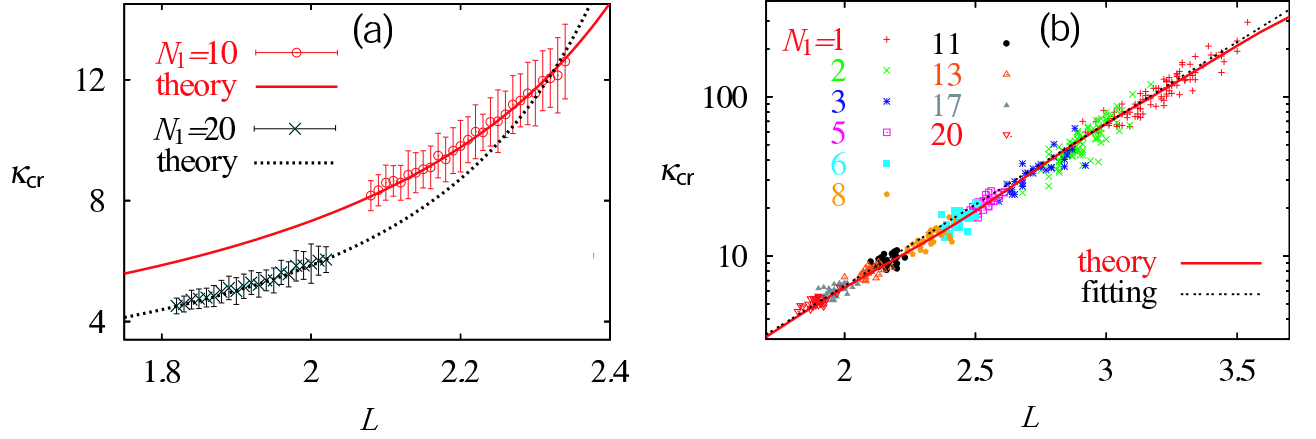 (a)
N₁=10
theory
N₁=20
theory
12
8
4
κcr
1.8 2 2.2 2.4
L
(b)
N₁=1 11
2 13
3 17
5 20
6
8
100
10
κcr
theory
fitting
2 2.5 3 3.5
L